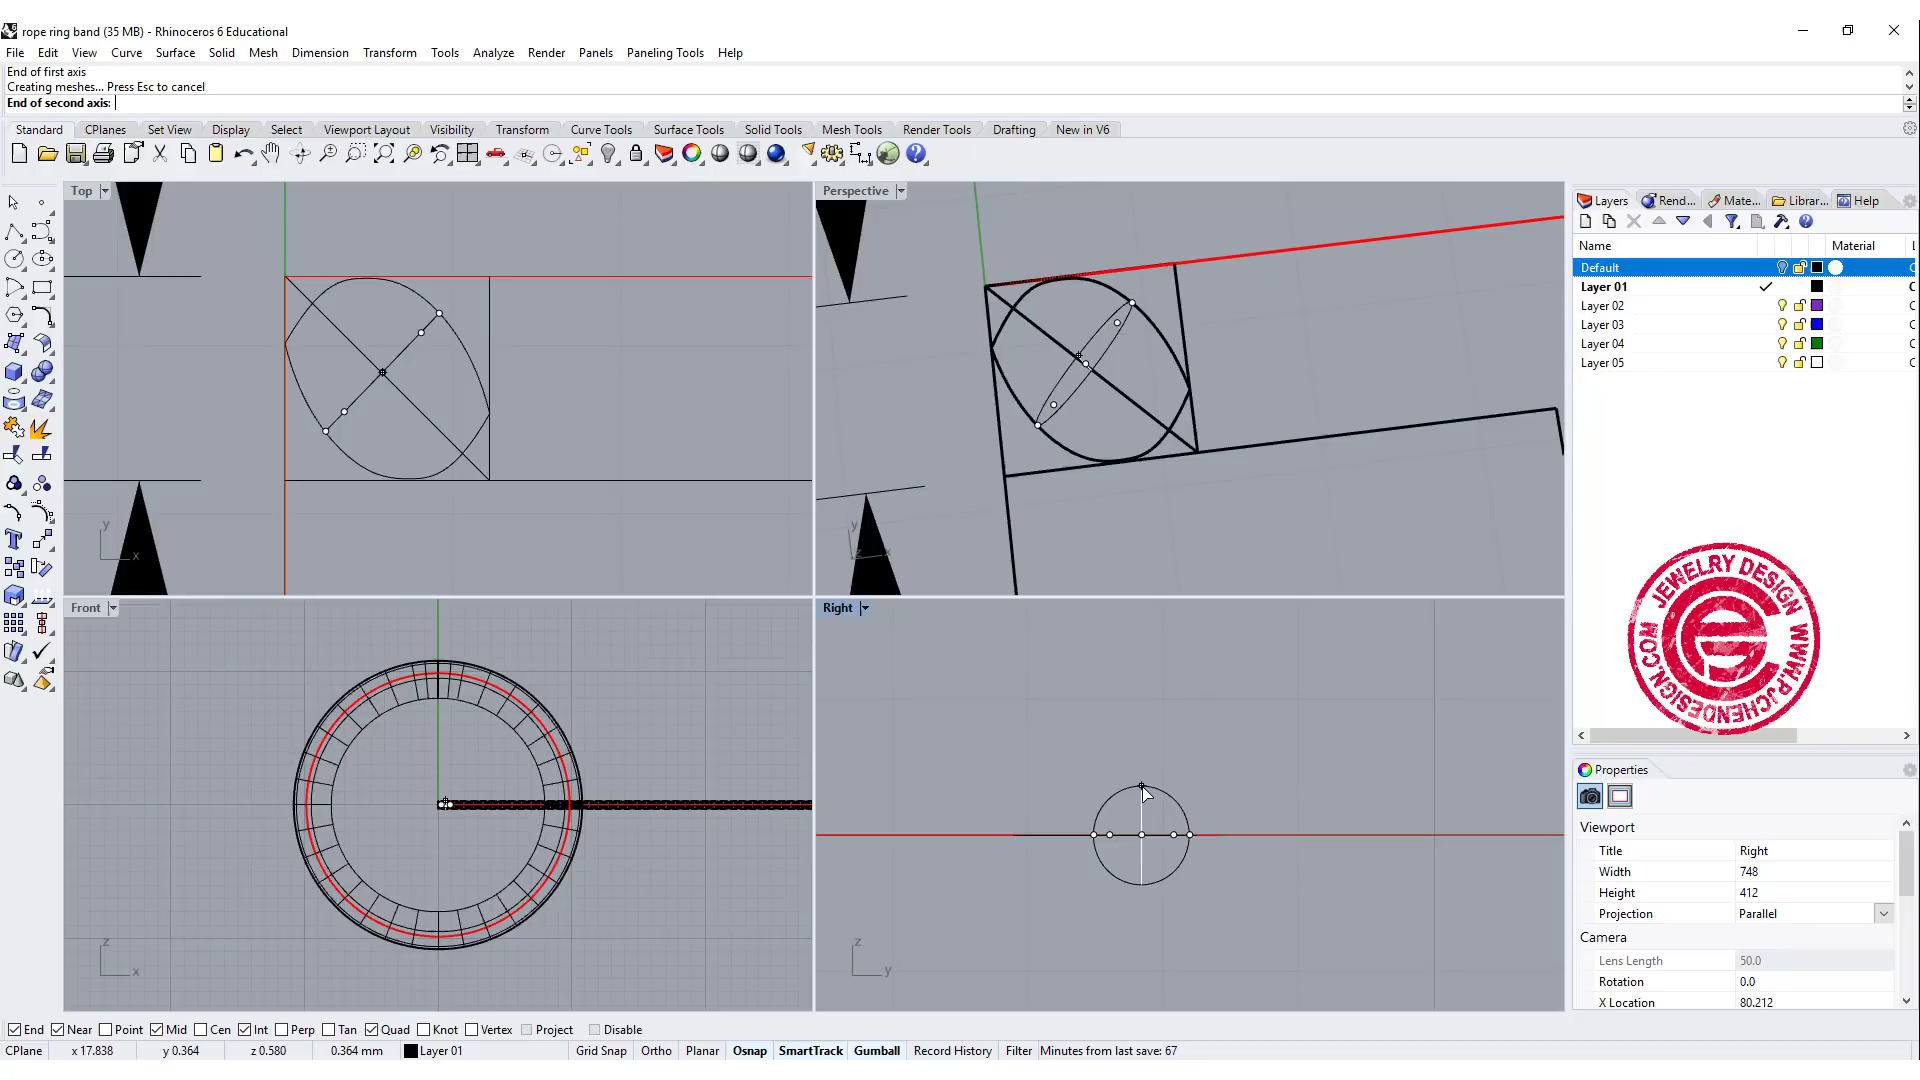 rope ring band (35 MB) - Rhinoceros 6 Educational
File Edit View Curve Surface Solid Mesh Dimension Transform Tools Analyze Render Panels Paneling Tools Help
End of first axis
Creating meshes... Press Esc to cancel
End of second axis:
Standard CPlanes Set View Display Select Viewport Layout Visibility Transform Curve Tools Surface Tools Solid Tools Mesh Tools Render Tools Drafting New in V6
Top
Perspective
Layers Rend... Mate... Librar... Help
Name Material L
Default C
Layer 01 C
Layer 02 C
Layer 03 C
Layer 04 C
Layer 05 C
y
x
y
z x
Front
Right
JEWELRY DESIGN WWW.PJCHENDESIGN.COM
Properties
Viewport
Title Right
Width 748
Height 412
Projection Parallel
Camera
Lens Length 50.0
Rotation 0.0
X Location 80.212
z
x
z
y
End Near Point Mid Cen Int Perp Tan Quad Knot Vertex Project Disable
CPlane x 17.838 y 0.364 z 0.580 0.364 mm Layer 01 Grid Snap Ortho Planar Osnap SmartTrack Gumball Record History Filter Minutes from last save: 67